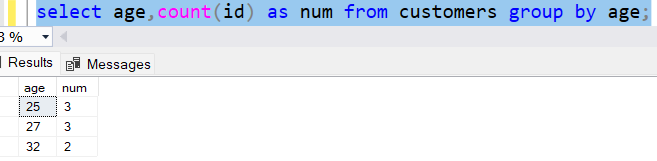 select age,count(id) as num from customers group by age;
3 %
Results Messages
age num
25 3
27 3
32 2